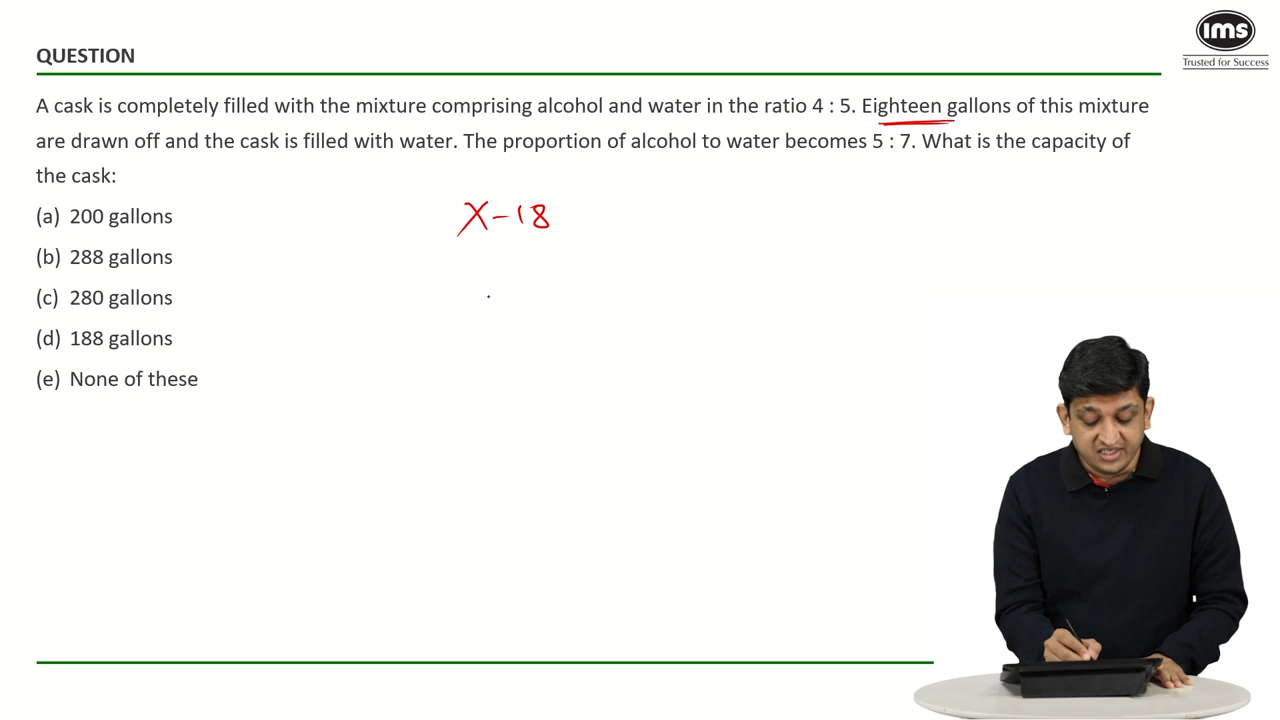 ims
Trusted for Success
QUESTION
A cask is completely filled with the mixture comprising alcohol and water in the ratio 4 : 5. Eighteen gallons of this mixture
are drawn off and the cask is filled with water. The proportion of alcohol to water becomes 5 : 7. What is the capacity of
the cask:
(a) 200 gallons
(b) 288 gallons
(c) 280 gallons
(d) 188 gallons
(e) None of these
X-18